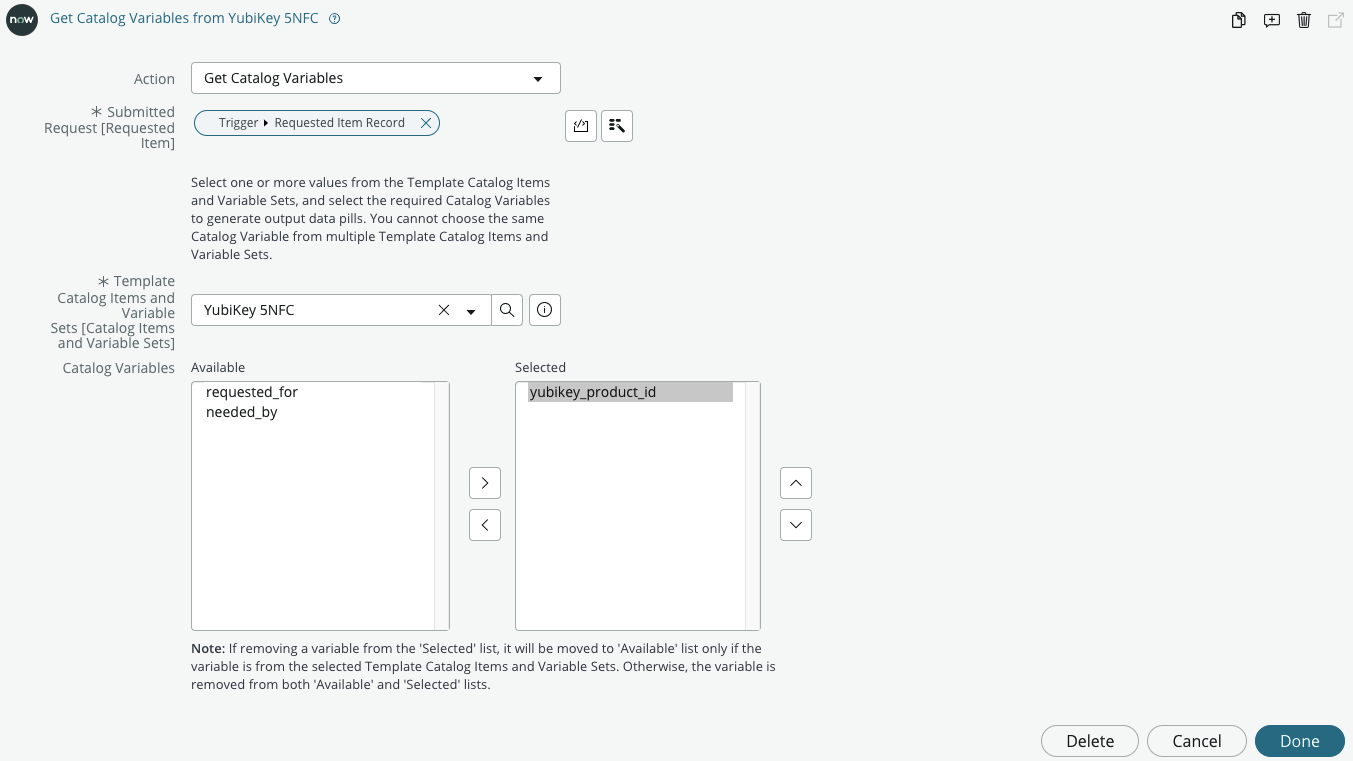 now
Get Catalog Variables from YubiKey 5NFC
Action
Get Catalog Variables
* Submitted
Request [Requested
Item]
Trigger ▸ Requested Item Record
Select one or more values from the Template Catalog Items
and Variable Sets, and select the required Catalog Variables
to generate output data pills. You cannot choose the same
Catalog Variable from multiple Template Catalog Items and
Variable Sets.
* Template
Catalog Items and
Variable
Sets [Catalog Items
and Variable Sets]
YubiKey 5NFC
Catalog Variables
Available
requested_for
needed_by
Selected
yubikey_product_id
Note: If removing a variable from the 'Selected' list, it will be moved to 'Available' list only if the
variable is from the selected Template Catalog Items and Variable Sets. Otherwise, the variable is
removed from both 'Available' and 'Selected' lists.
Delete
Cancel
Done